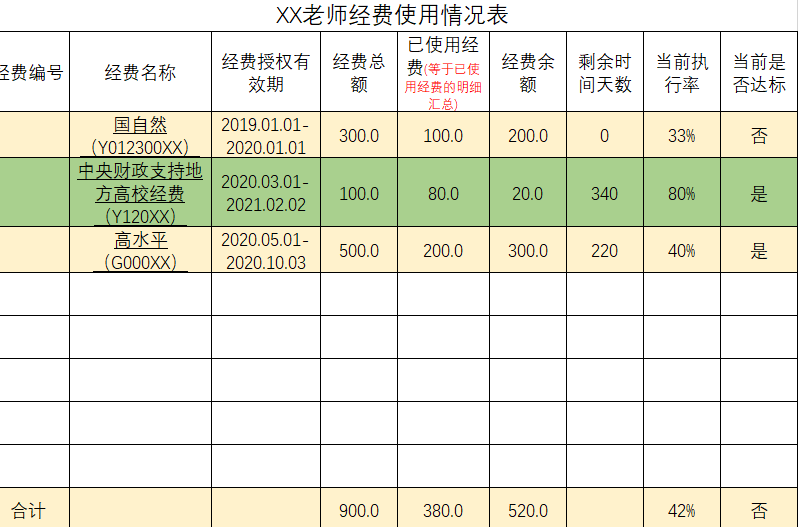 XX老师经费使用情况表
经费编号 经费名称 经费授权有效期 经费总额 已使用经费(等于已使用经费的明细汇总) 经费余额 剩余时间天数 当前执行率 当前是否达标
国自然（Y012300XX） 2019.01.01-2020.01.01 300.0 100.0 200.0 0 33% 否
中央财政支持地方高校经费（Y120XX） 2020.03.01-2021.02.02 100.0 80.0 20.0 340 80% 是
高水平（G000XX） 2020.05.01-2020.10.03 500.0 200.0 300.0 220 40% 是
合计 900.0 380.0 520.0 42% 否